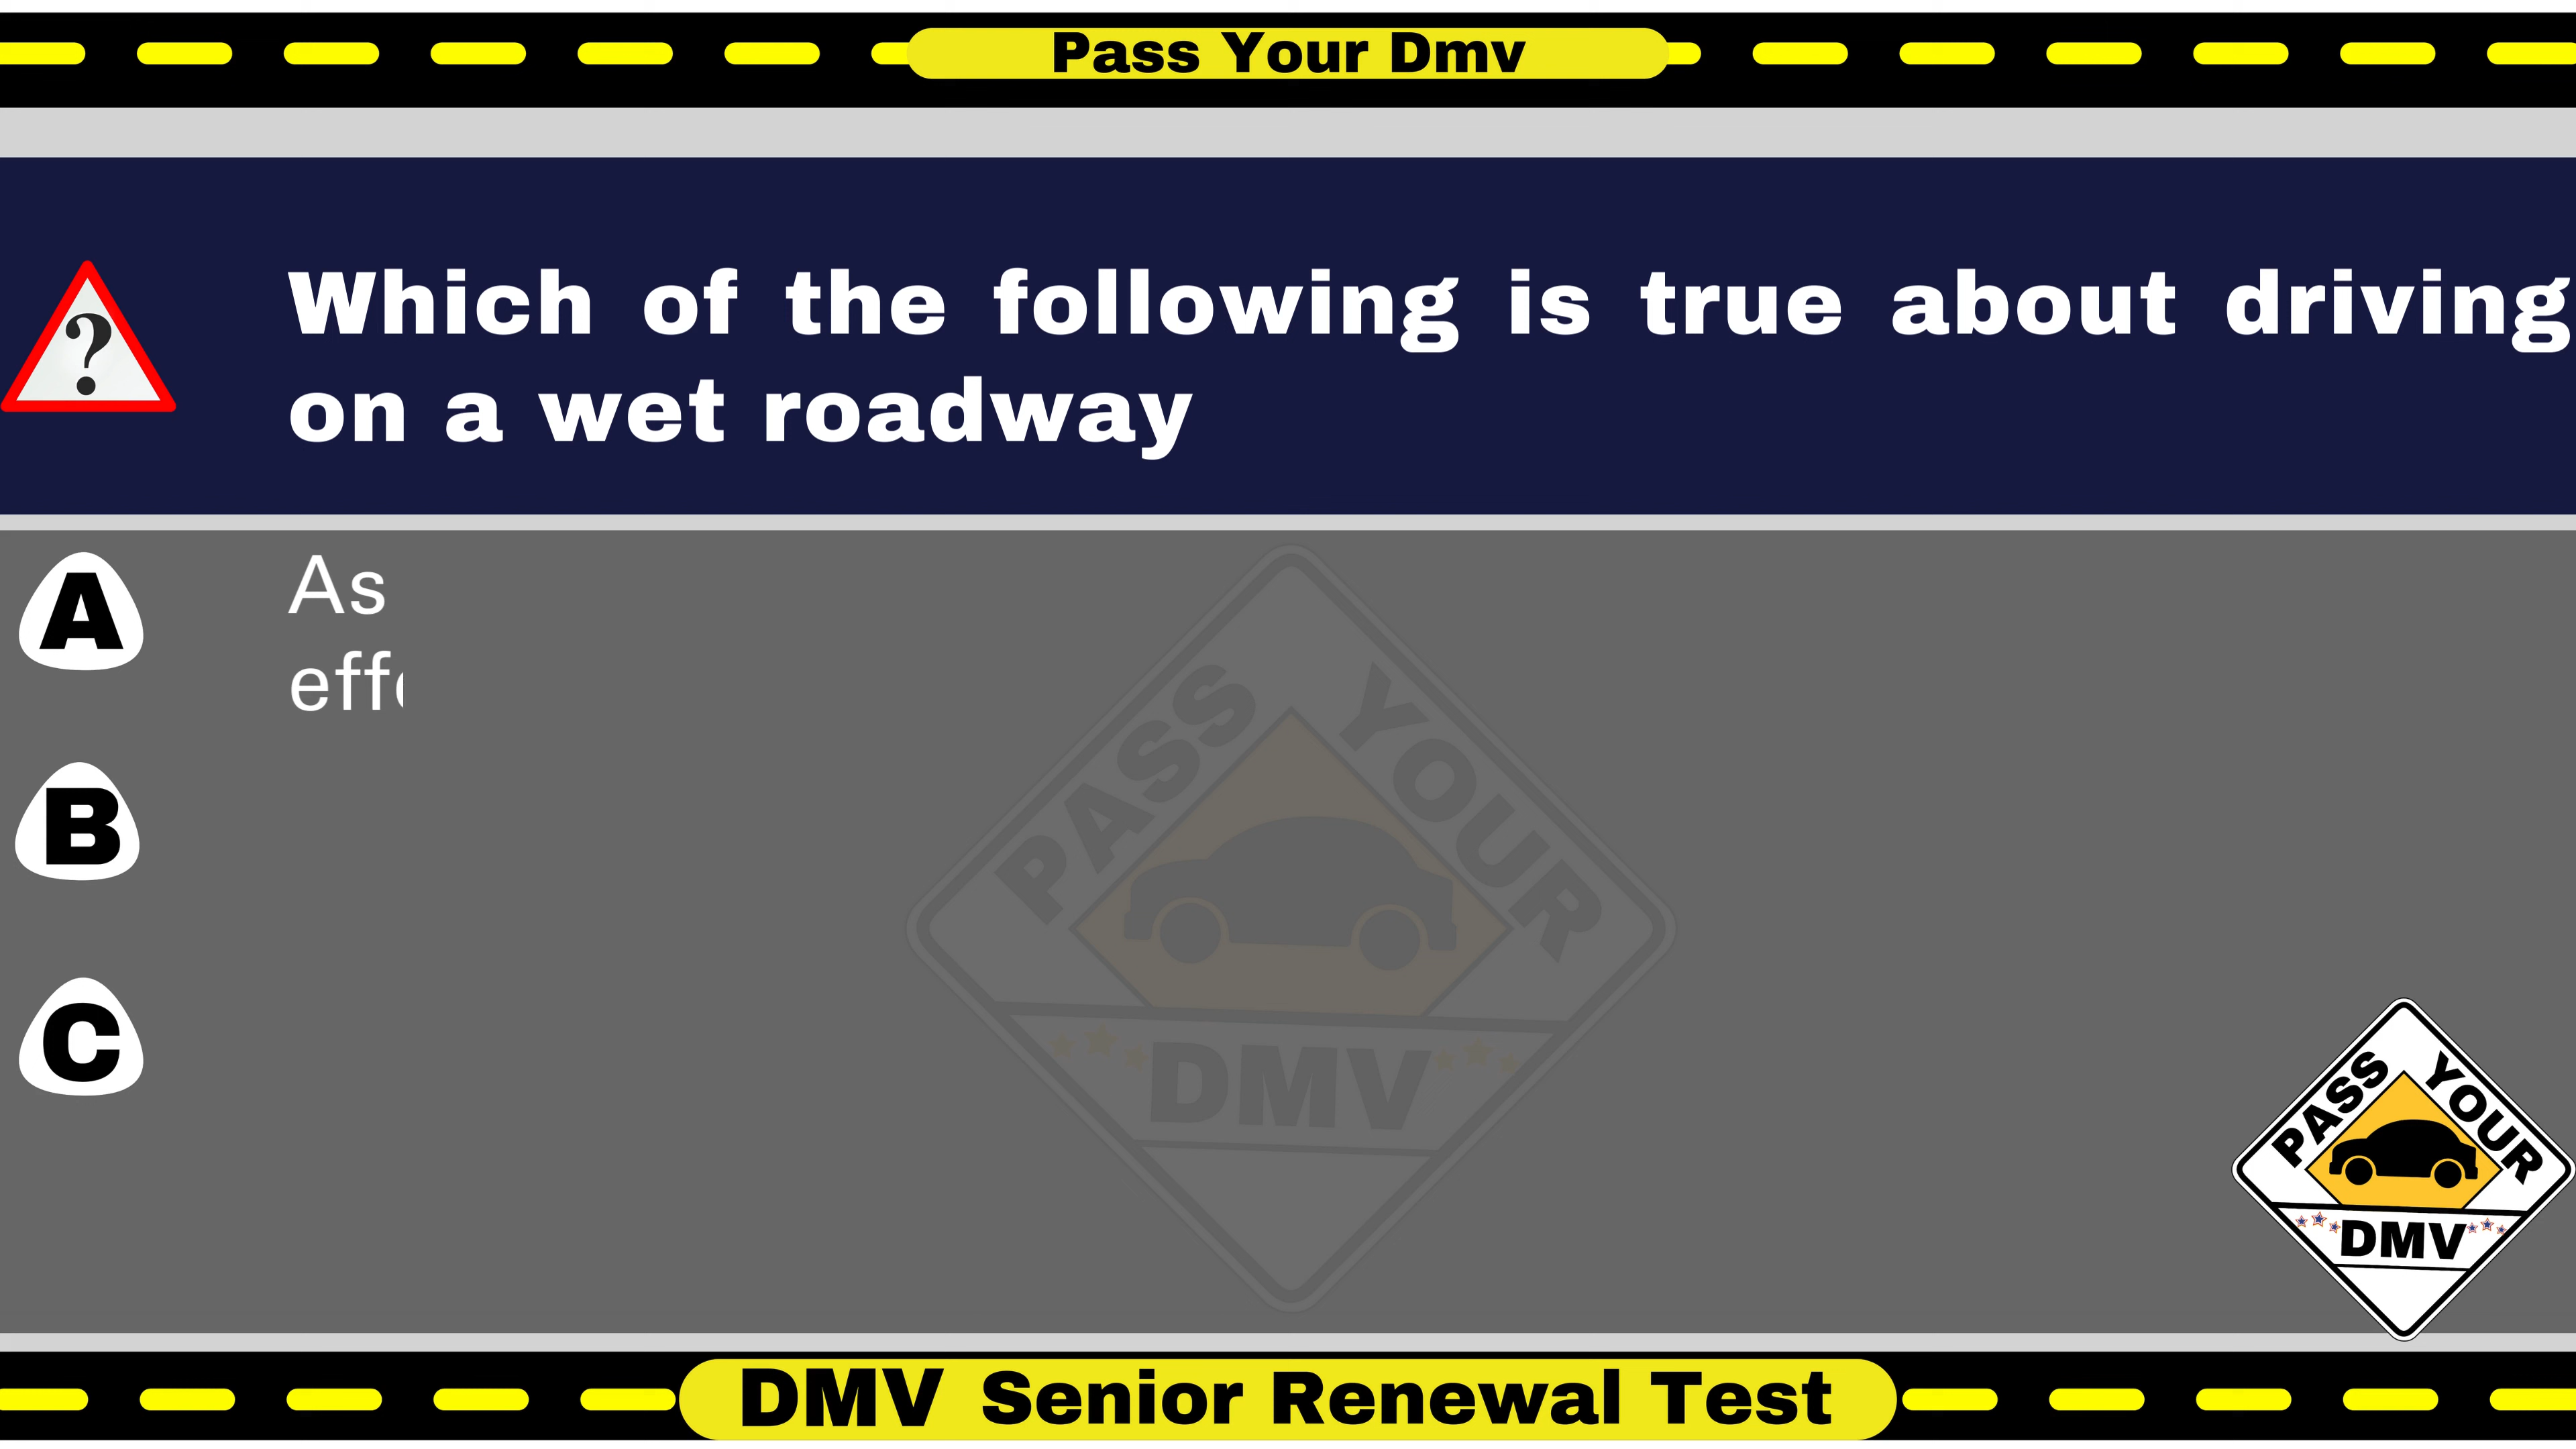 Pass Your Dmv
?
Which of the following is true about driving
on a wet roadway
A
As
B
C
PASS YOUR
DMV
PASS YOUR
DMV
DMV Senior Renewal Test